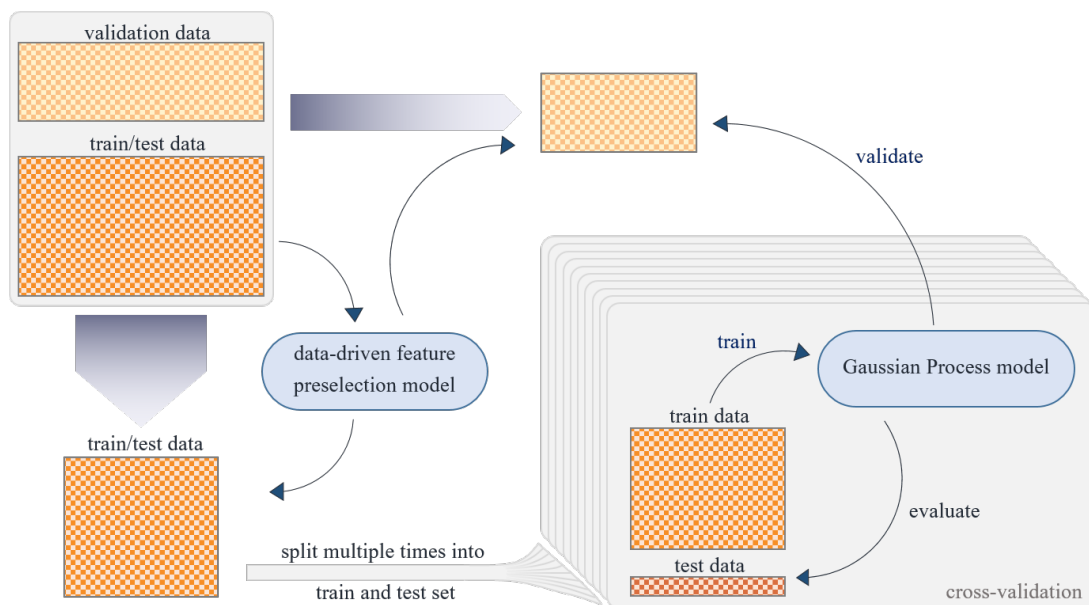 validation data
train/test data
validate
data-driven feature
preselection model
train
Gaussian Process model
train data
train/test data
evaluate
split multiple times into
train and test set
test data
cross-validation